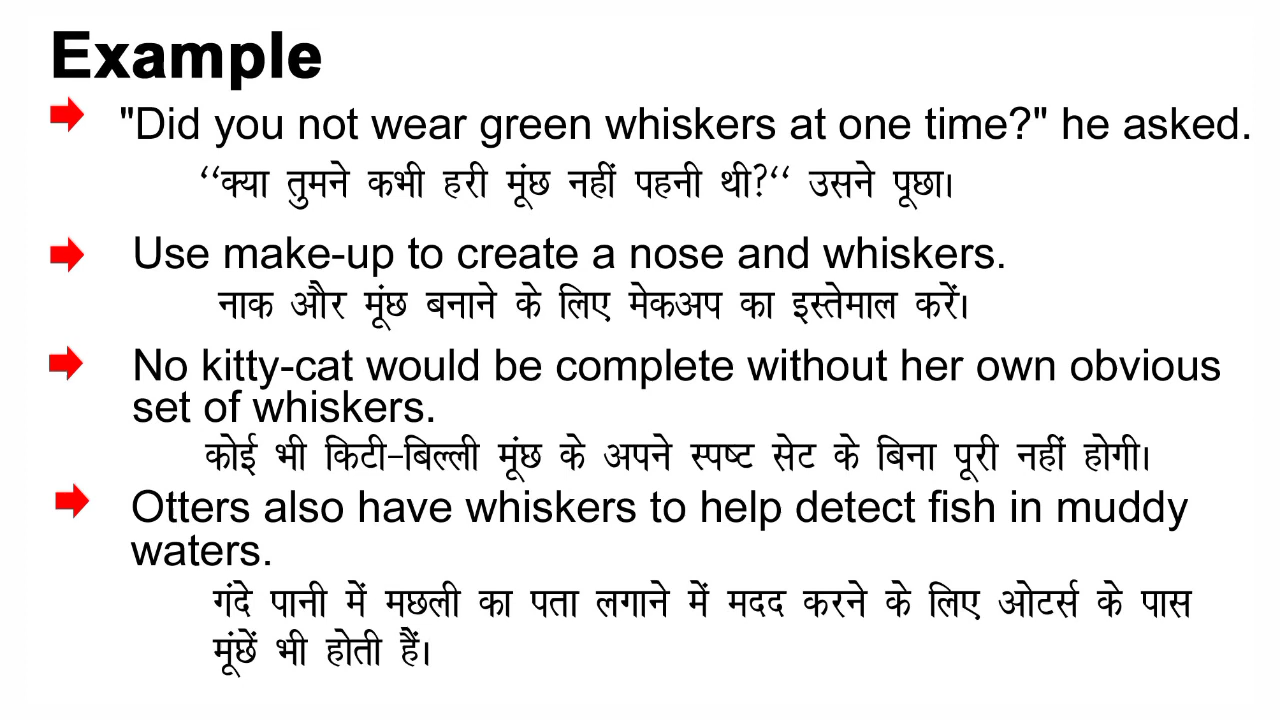 Example
"Did you not wear green whiskers at one time?" he asked.
‘‘क्या तुमने कभी हरी मूंछ नहीं पहनी थी?‘‘ उसने पूछा।
Use make-up to create a nose and whiskers.
नाक और मूंछ बनाने के लिए मेकअप का इस्तेमाल करें।
No kitty-cat would be complete without her own obvious
set of whiskers.
कोई भी किटी-बिल्ली मूंछ के अपने स्पष्ट सेट के बिना पूरी नहीं होगी।
Otters also have whiskers to help detect fish in muddy
waters.
गंदे पानी में मछली का पता लगाने में मदद करने के लिए ओटर्स के पास
मूंछें भी होती हैं।